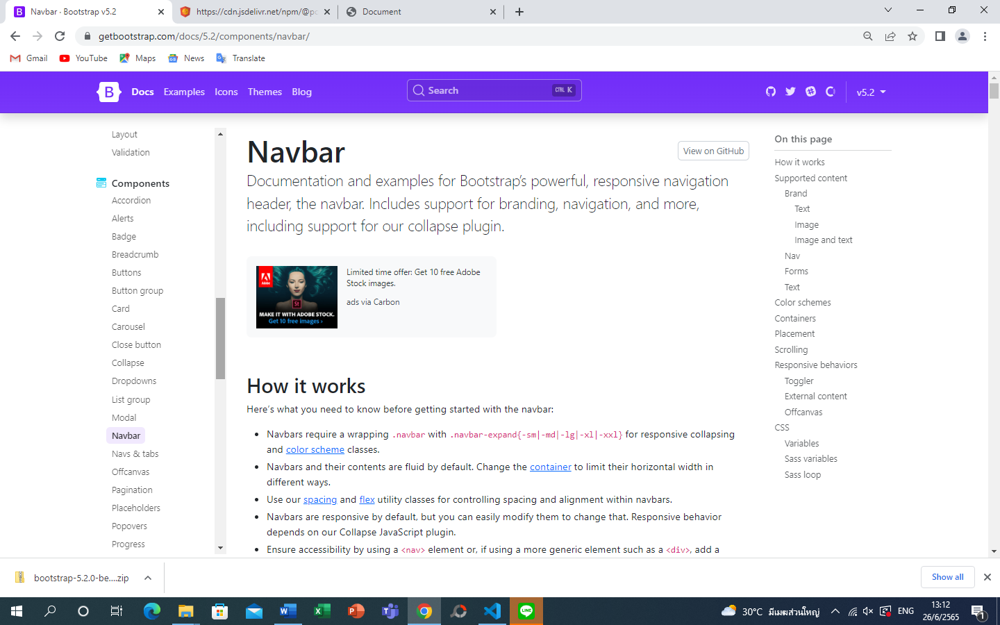 Navbar · Bootstrap v5.2
https://cdn.jsdelivr.net/npm/@po
Document
getbootstrap.com/docs/5.2/components/navbar/
Gmail
YouTube
Maps
News
Translate
B
Docs
Examples
Icons
Themes
Blog
Search
CTRL K
v5.2
Layout
Validation
Components
Accordion
Alerts
Badge
Breadcrumb
Buttons
Button group
Card
Carousel
Close button
Collapse
Dropdowns
List group
Modal
Navbar
Navs & tabs
Offcanvas
Pagination
Placeholders
Popovers
Progress
Navbar
View on GitHub
Documentation and examples for Bootstrap's powerful, responsive navigation
header, the navbar. Includes support for branding, navigation, and more,
including support for our collapse plugin.
Adobe
St
MAKE IT WITH ADOBE STOCK.
Get 10 free images ›
Limited time offer: Get 10 free Adobe
Stock images.
ads via Carbon
How it works
Here's what you need to know before getting started with the navbar:
• Navbars require a wrapping .navbar with .navbar-expand{-sm|-md|-lg|-xl|-xxl} for responsive collapsing
and color scheme classes.
• Navbars and their contents are fluid by default. Change the container to limit their horizontal width in
different ways.
• Use our spacing and flex utility classes for controlling spacing and alignment within navbars.
• Navbars are responsive by default, but you can easily modify them to change that. Responsive behavior
depends on our Collapse JavaScript plugin.
• Ensure accessibility by using a <nav> element or, if using a more generic element such as a <div>, add a
On this page
How it works
Supported content
Brand
Text
Image
Image and text
Nav
Forms
Text
Color schemes
Containers
Placement
Scrolling
Responsive behaviors
Toggler
External content
Offcanvas
CSS
Variables
Sass variables
Sass loop
bootstrap-5.2.0-be....zip
Show all
30°C มีเมฆส่วนใหญ่
ENG
13:12
26/6/2565
1